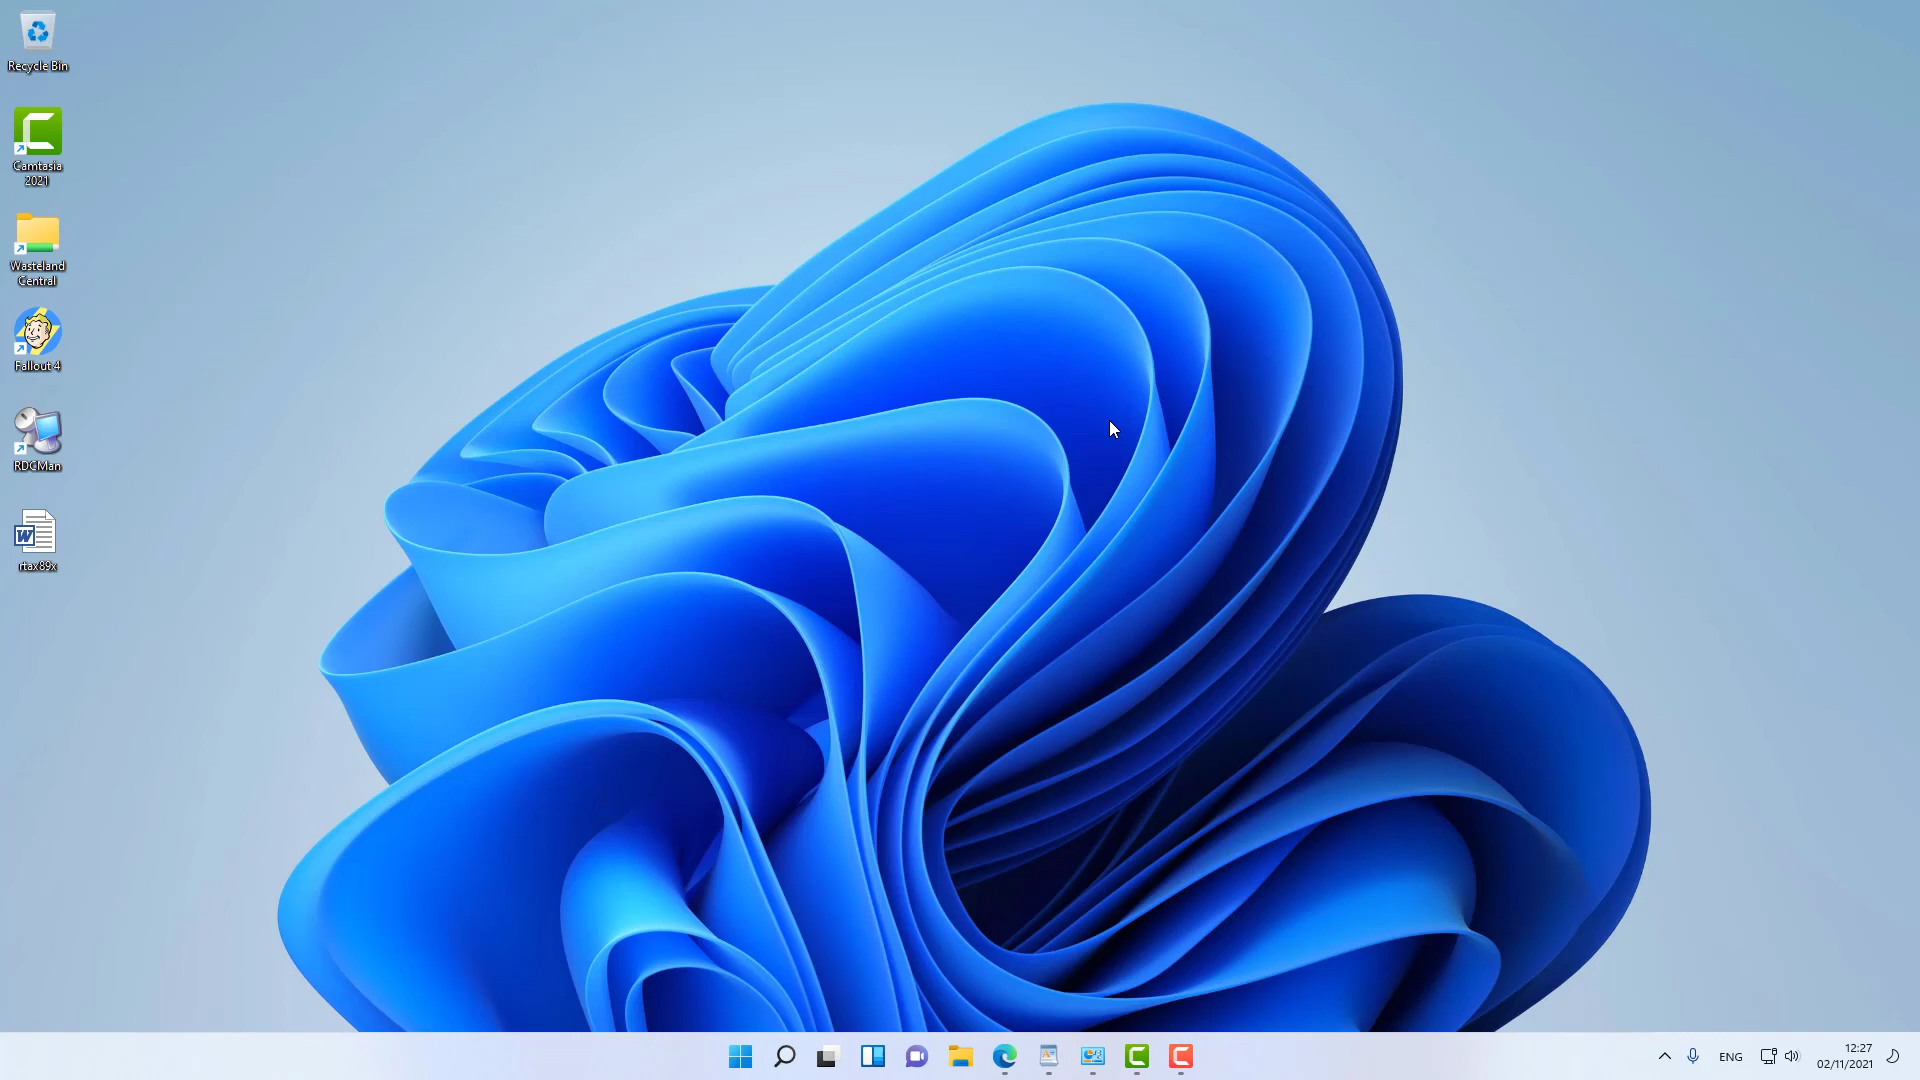 Recycle Bin
Camtasia
2021
Wasteland
Central
Fallout 4
RDCMan
rtax89x
ENG
12:27
02/11/2021